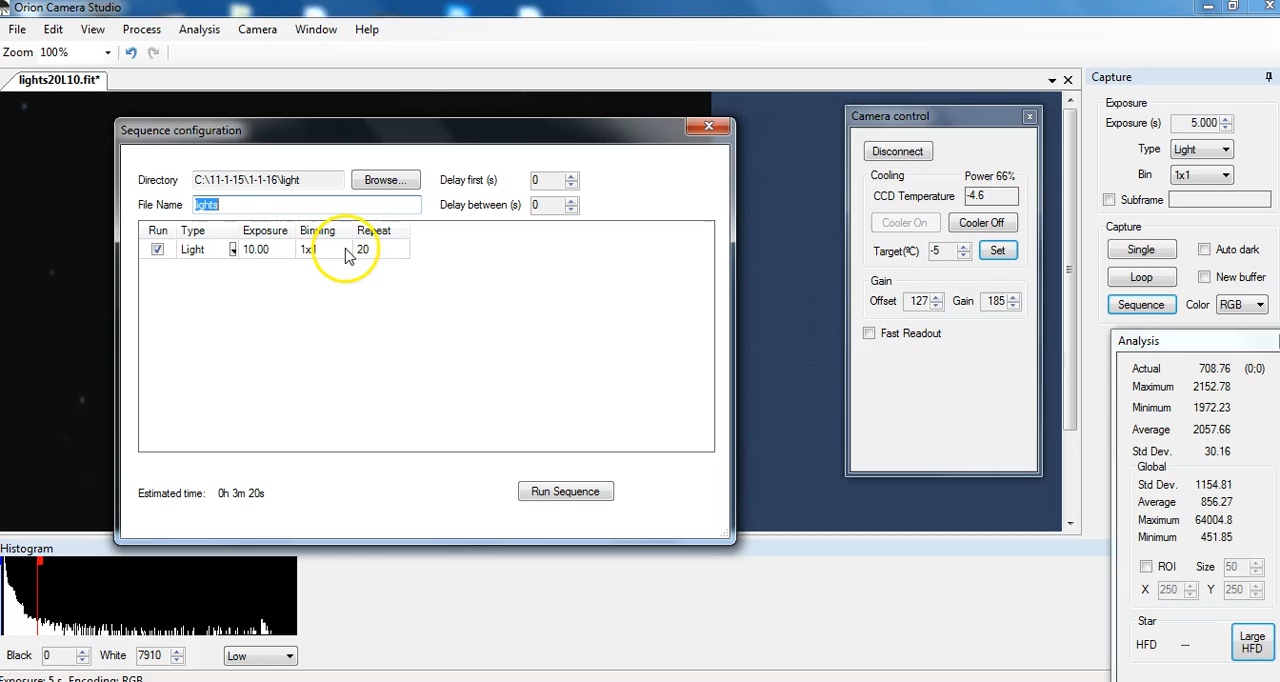 Orion Camera Studio
File Edit View Process Analysis Camera Window Help
Zoom 100%
lights20L10.fit*
Sequence configuration
Directory C:\11-1-15\1-1-16\light Browse... Delay first (s) 0
File Name lights Delay between (s) 0
Run Type Exposure Binning Repeat
Light 10.00 1x1 20
Estimated time: 0h 3m 20s Run Sequence
Camera control
Disconnect
Cooling Power 66%
CCD Temperature -4.6
Cooler On Cooler Off
Target(ºC) -5 Set
Gain
Offset 127 Gain 185
Fast Readout
Capture
Exposure
Exposure (s) 5.000
Type Light
Bin 1x1
Subframe
Capture
Single Auto dark
Loop New buffer
Sequence Color RGB
Analysis
Actual 708.76 (0;0)
Maximum 2152.78
Minimum 1972.23
Average 2057.66
Std Dev. 30.16
Global
Std Dev. 1154.81
Average 856.27
Maximum 64004.8
Minimum 451.85
ROI Size 50
X 250 Y 250
Star
HFD --- Large HFD
Histogram
Black 0 White 7910 Low
Exposure: 5 s, Encoding: RGB